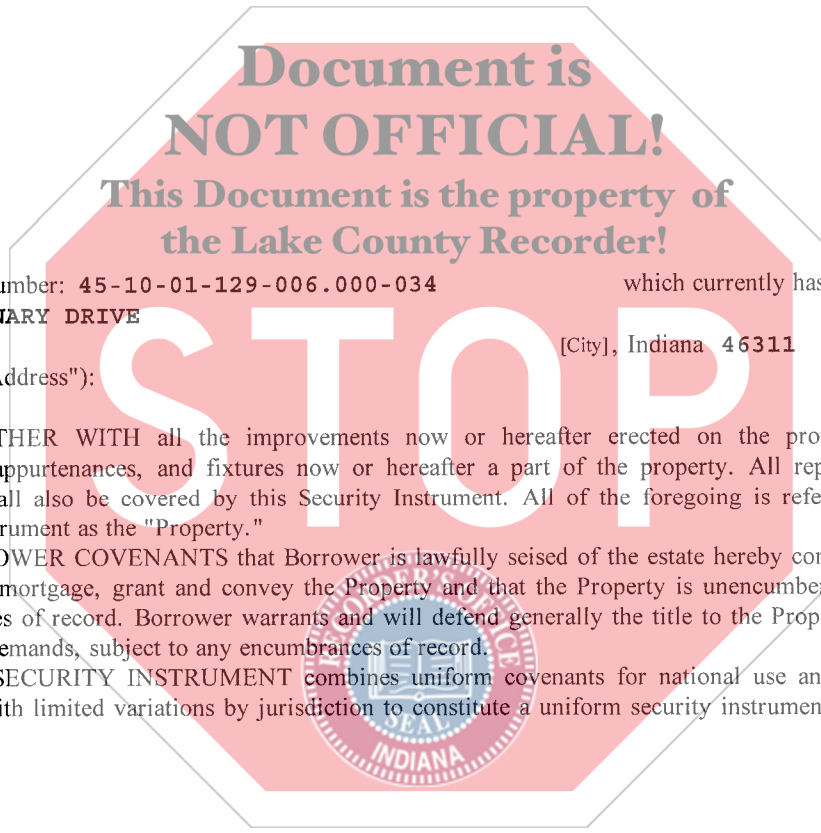 Document is
NOT OFFICIAL!
This Document is the property of
the Lake County Recorder!
umber: 45-10-01-129-006.000-034 which currently has
NARY DRIVE
[City], Indiana 46311
Address"):
STOP
THER WITH all the improvements now or hereafter erected on the pro
appurtenances, and fixtures now or hereafter a part of the property. All rep
all also be covered by this Security Instrument. All of the foregoing is refe
rument as the "Property."
OWER COVENANTS that Borrower is lawfully seised of the estate hereby con
mortgage, grant and convey the Property and that the Property is unencumber
es of record. Borrower warrants and will defend generally the title to the Prop
emands, subject to any encumbrances of record.
SECURITY INSTRUMENT combines uniform covenants for national use an
ith limited variations by jurisdiction to constitute a uniform security instrumen
RECORDER'S OFFICE
SEAL
INDIANA